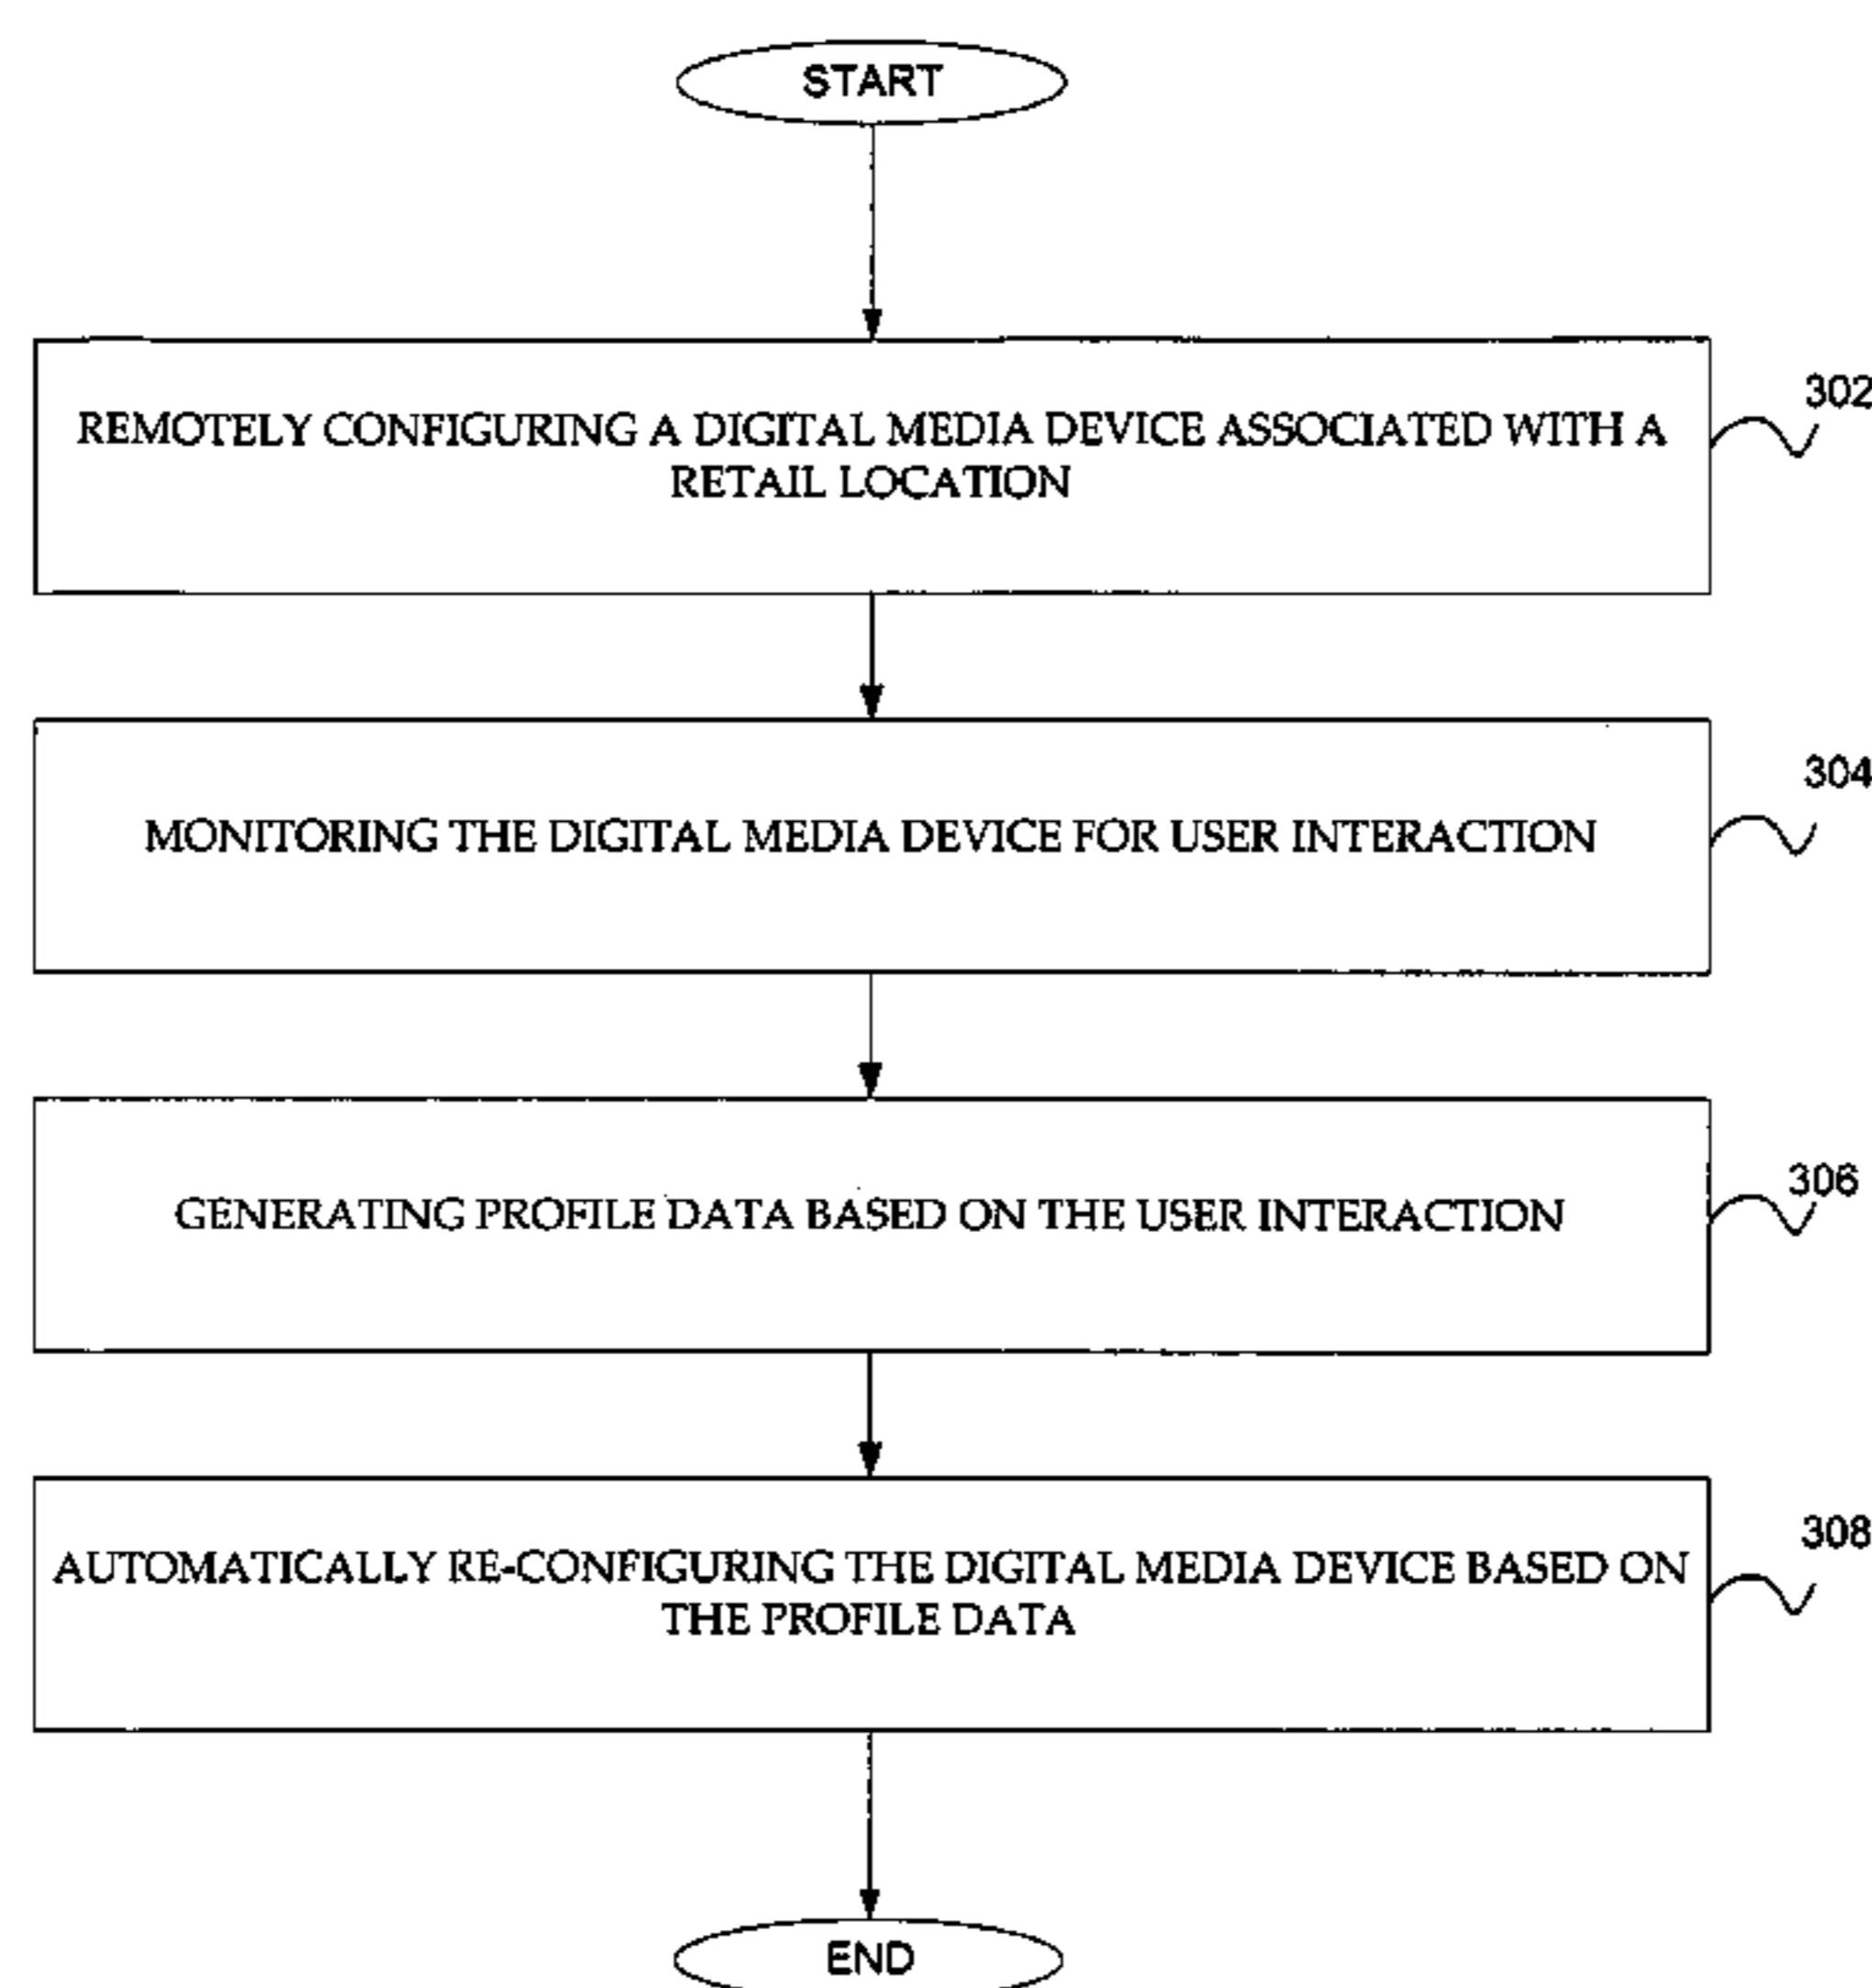 START
REMOTELY CONFIGURING A DIGITAL MEDIA DEVICE ASSOCIATED WITH A
RETAIL LOCATION
302
MONITORING THE DIGITAL MEDIA DEVICE FOR USER INTERACTION
304
GENERATING PROFILE DATA BASED ON THE USER INTERACTION
306
AUTOMATICALLY RE-CONFIGURING THE DIGITAL MEDIA DEVICE BASED ON
THE PROFILE DATA
308
END